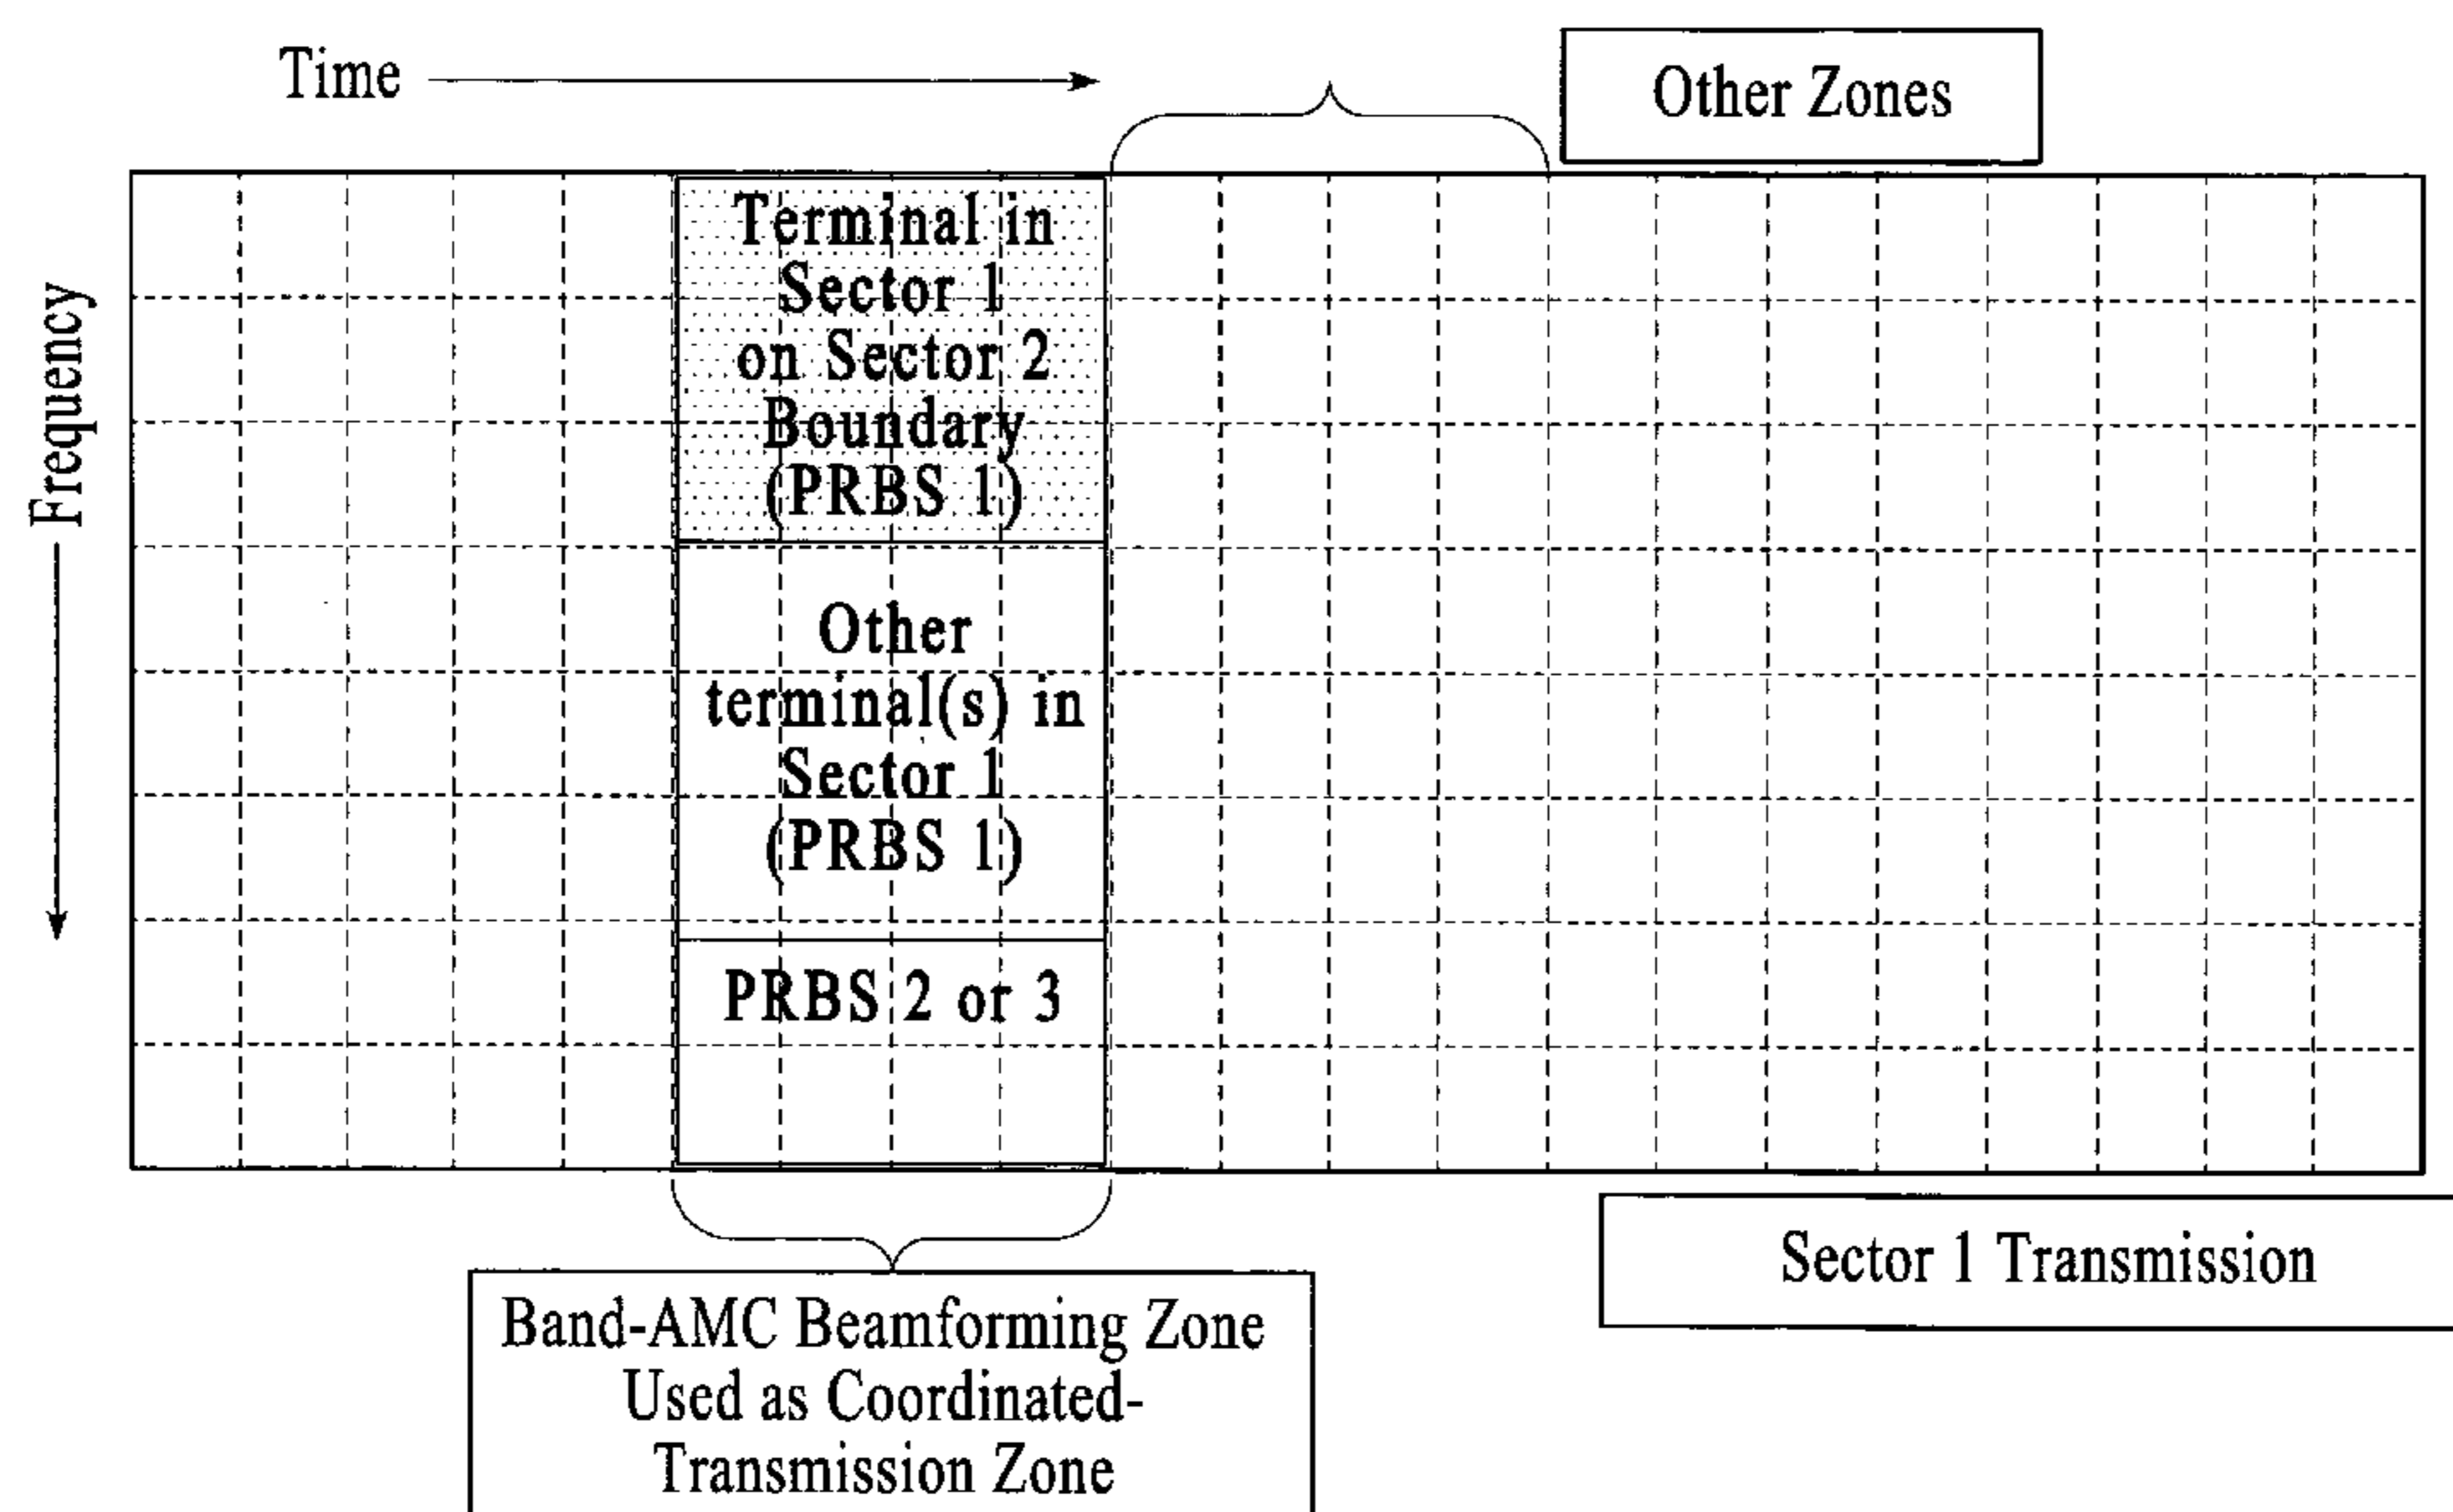 Time
Other Zones
Frequency
Terminal in
Sector 1
on Sector 2
Boundary
(PRBS 1)
Other
terminal(s) in
Sector 1
(PRBS 1)
PRBS 2 or 3
Sector 1 Transmission
Band-AMC Beamforming Zone
Used as Coordinated-
Transmission Zone